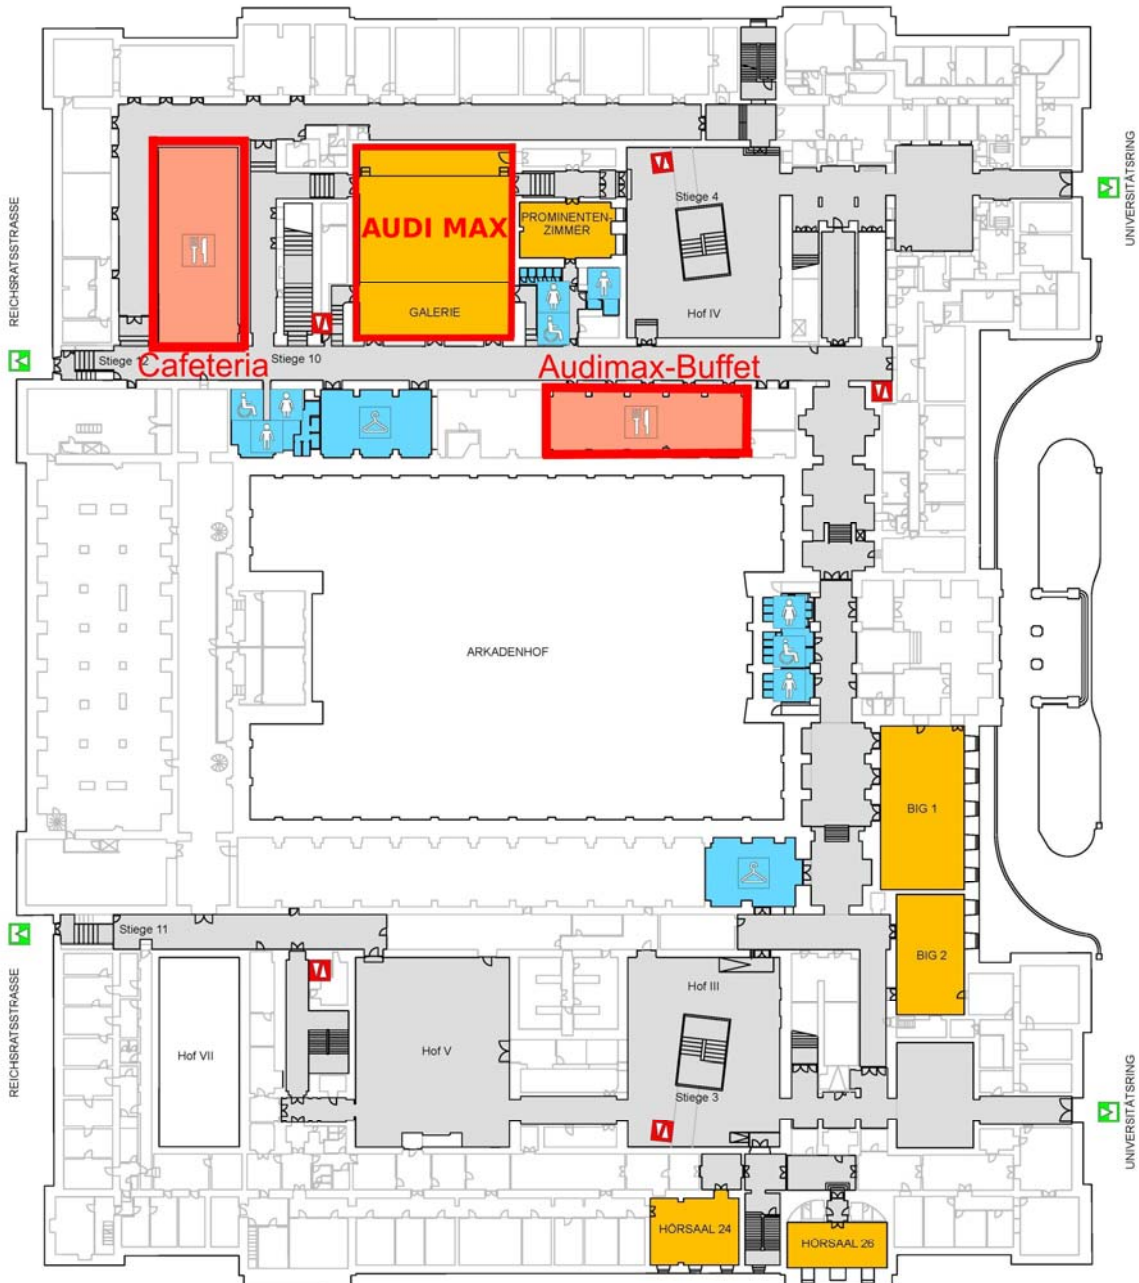 UNIVERSITÄTSRING
REICHSRATSSTRASSE
Stiege 4
PROMINENTEN-
ZIMMER
AUDI MAX
GALERIE
Hof IV
Stiege 12
Cafeteria
Stiege 10
Audimax-Buffet
ARKADENHOF
BIG 1
Stiege 11
BIG 2
REICHSRATSSTRASSE
Hof III
Hof VII
Hof V
Stiege 3
UNIVERSITÄTSRING
HÖRSAAL 24
HÖRSAAL 26